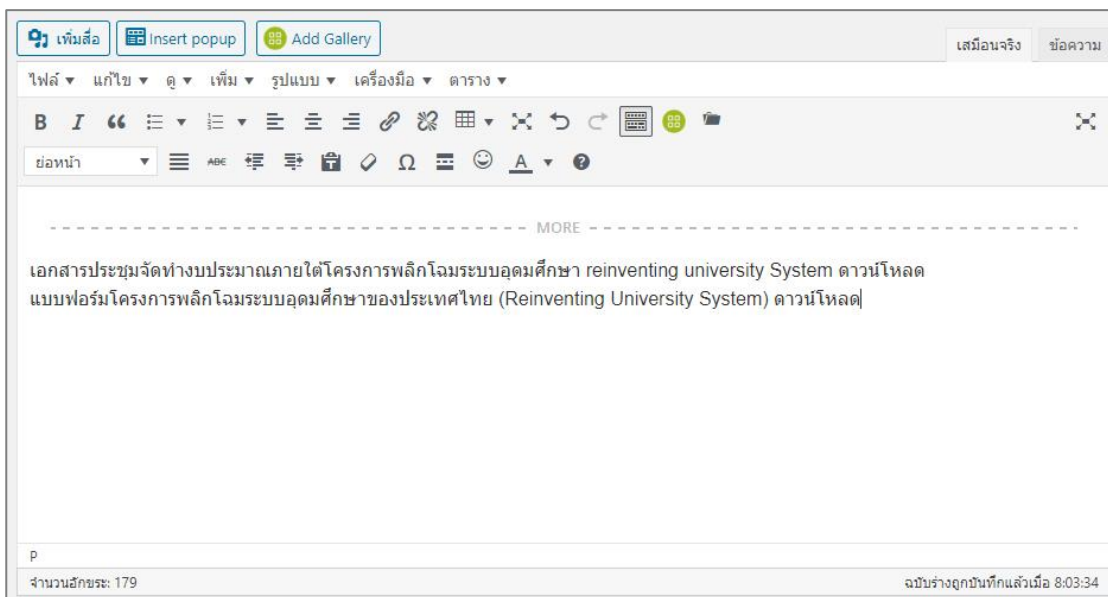 เพิ่มสื่อ Insert popup Add Gallery
เสมือนจริง ข้อความ
ไฟล์ แก้ไข ดู เพิ่ม รูปแบบ เครื่องมือ ตาราง
ย่อหน้า
MORE
เอกสารประชุมจัดทำงบประมาณภายใต้โครงการพลิกโฉมระบบอุดมศึกษา reinventing university System ดาวน์โหลด
แบบฟอร์มโครงการพลิกโฉมระบบอุดมศึกษาของประเทศไทย (Reinventing University System) ดาวน์โหลด
P
จำนวนอักขระ: 179
ฉบับร่างถูกบันทึกแล้วเมื่อ 8:03:34